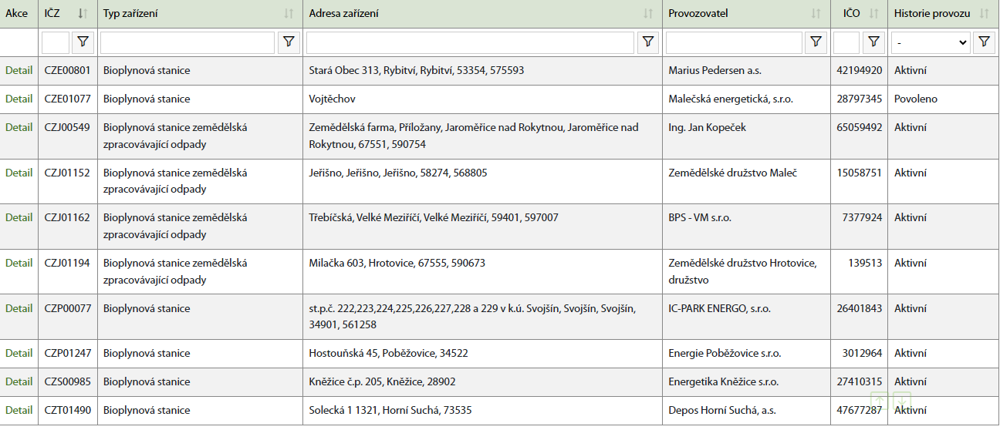 Akce IČZ Typ zařízení Adresa zařízení Provozovatel IČO Historie provozu
-
Detail CZE00801 Bioplynová stanice Stará Obec 313, Rybitví, Rybitví, 53354, 575593 Marius Pedersen a.s. 42194920 Aktivní
Detail CZE01077 Bioplynová stanice Vojtěchov Malečská energetická, s.r.o. 28797345 Povoleno
Detail CZJ00549 Bioplynová stanice zemědělská Zemědělská farma, Příložany, Jaroměřice nad Rokytnou, Jaroměřice nad Ing. Jan Kopeček 65059492 Aktivní
zpracovávající odpady Rokytnou, 67551, 590754
Detail CZJ01152 Bioplynová stanice zemědělská Jeřišno, Jeřišno, Jeřišno, 58274, 568805 Zemědělské družstvo Maleč 15058751 Aktivní
zpracovávající odpady
Detail CZJ01162 Bioplynová stanice zemědělská Třebíčská, Velké Meziříčí, Velké Meziříčí, 59401, 597007 BPS - VM s.r.o. 7377924 Aktivní
zpracovávající odpady
Detail CZJ01194 Bioplynová stanice zemědělská Milačka 603, Hrotovice, 67555, 590673 Zemědělské družstvo Hrotovice, 139513 Aktivní
zpracovávající odpady družstvo
Detail CZP00077 Bioplynová stanice st.p.č. 222,223,224,225,226,227,228 a 229 v k.ú. Svojšín, Svojšín, Svojšín, IC-PARK ENERGO, s.r.o. 26401843 Aktivní
34901, 561258
Detail CZP01247 Bioplynová stanice Hostouňská 45, Poběžovice, 34522 Energie Poběžovice s.r.o. 3012964 Aktivní
Detail CZS00985 Bioplynová stanice Kněžice č.p. 205, Kněžice, 28902 Energetika Kněžice s.r.o. 27410315 Aktivní
Detail CZT01490 Bioplynová stanice Solecká 1 1321, Horní Suchá, 73535 Depos Horní Suchá, a.s. 47677287 Aktivní